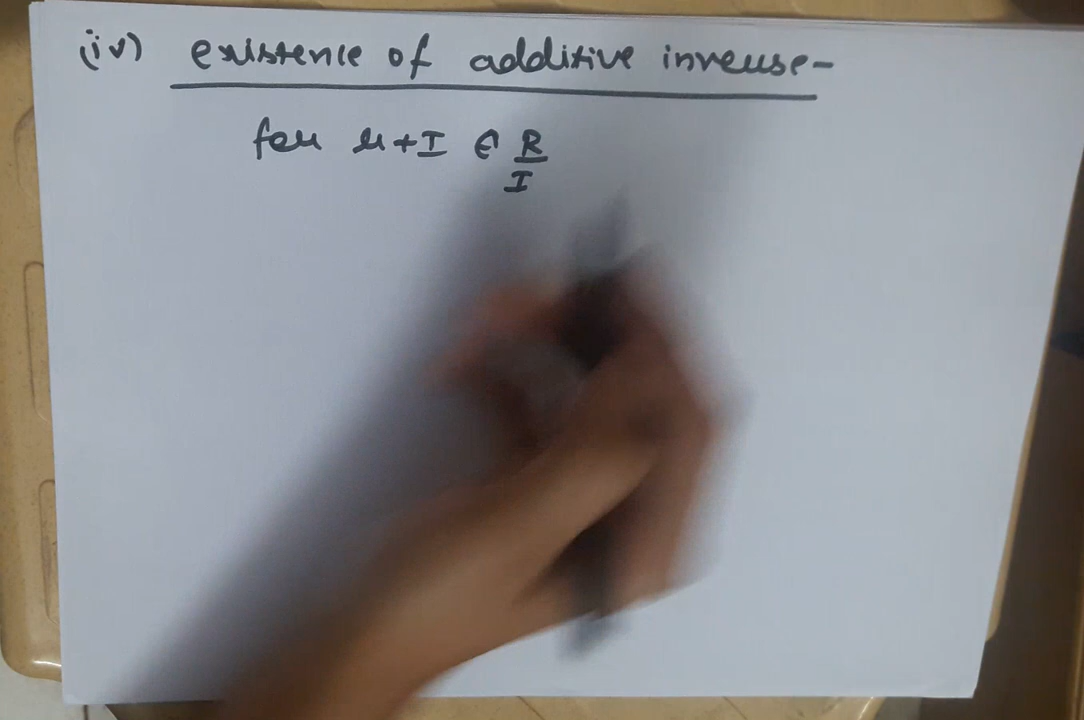 (iv) existence of additive inverse-
for r+I ∈ R/I